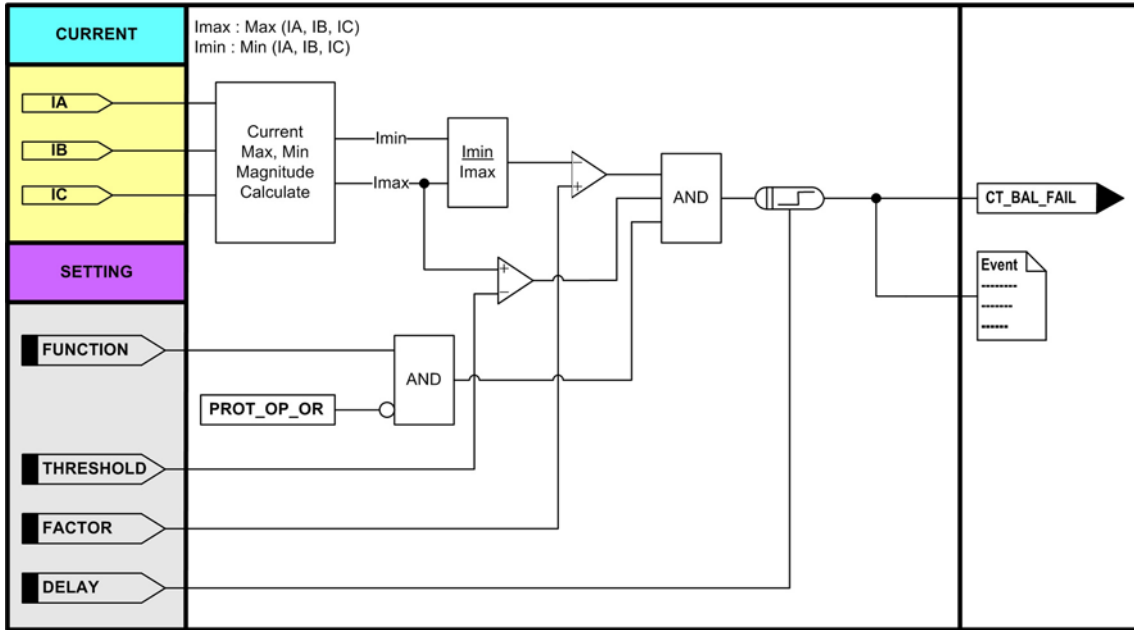 CURRENT
Imax : Max (IA, IB, IC)
Imin : Min (IA, IB, IC)
IA
IB
IC
Current
Max, Min
Magnitude
Calculate
Imin
Imax
Imin
Imax
-
+
AND
CT_BAL_FAIL
SETTING
+
-
Event
--------
-------
------
FUNCTION
AND
PROT_OP_OR
THRESHOLD
FACTOR
DELAY